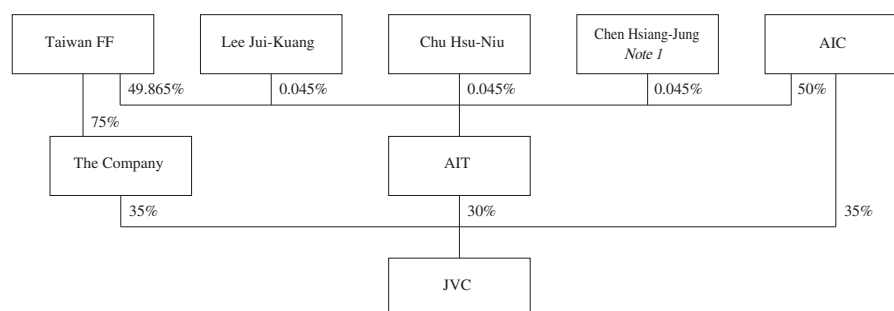 Taiwan FF
Lee Jui-Kuang
Chu Hsu-Niu
Chen Hsiang-Jung
Note 1
AIC
49.865%
0.045%
0.045%
0.045%
50%
75%
The Company
AIT
35%
30%
35%
JVC